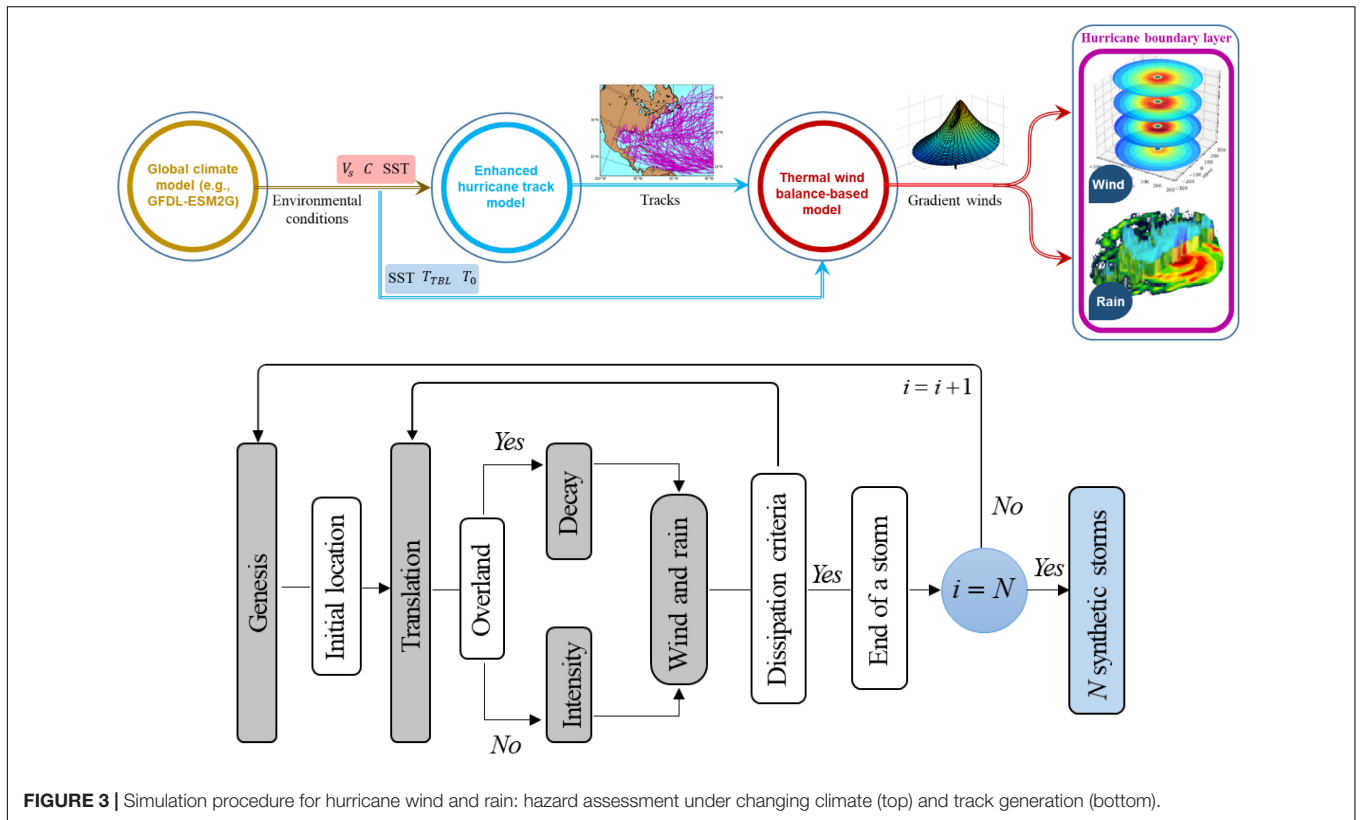 Hurricane boundary layer
Global climate
model (e.g.,
GFDL-ESM2G)
V_s C SST
Environmental
conditions
SST T_TBL T_0
Enhanced
hurricane track
model
Tracks
Thermal wind
balance-based
model
Gradient winds
Wind
Rain
i = i+1
Genesis
Initial location
Translation
Overland
Yes
No
Decay
Intensity
Wind and rain
Dissipation criteria
Yes
End of a storm
No
i = N
Yes
N synthetic storms
FIGURE 3 | Simulation procedure for hurricane wind and rain: hazard assessment under changing climate (top) and track generation (bottom).